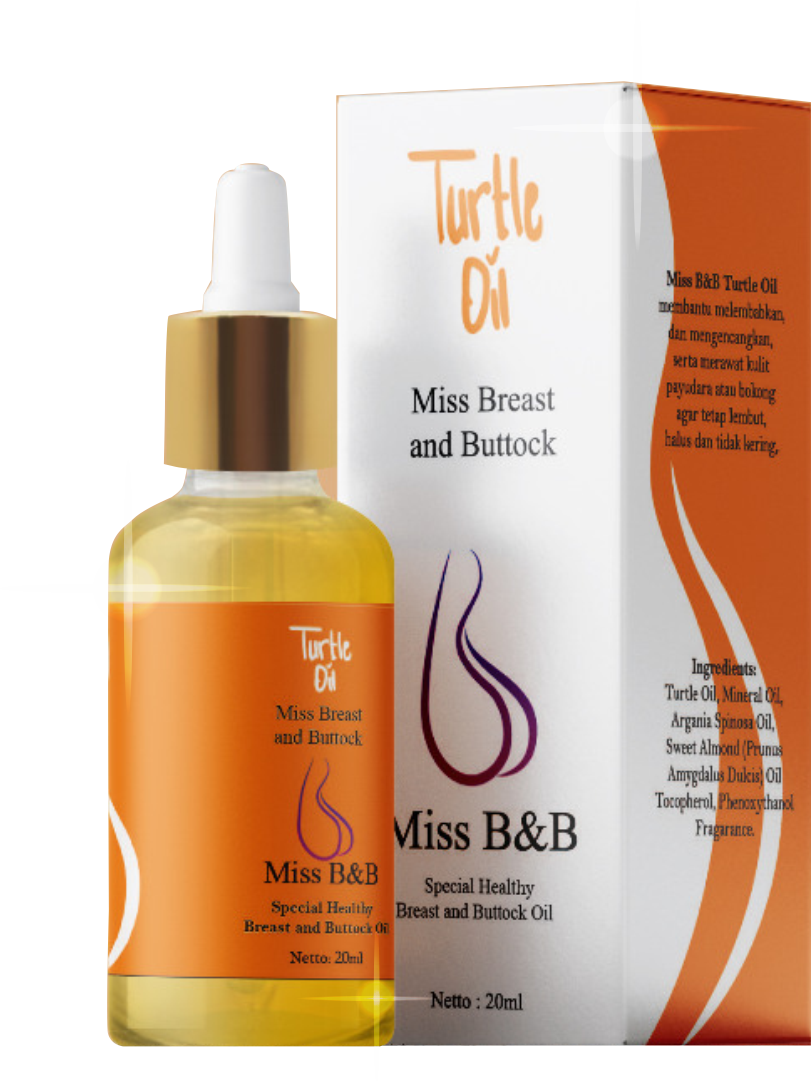 Turtle
Oil
Miss Breast
and Buttock
Miss B&B
Special Healthy
Breast and Buttock Oil
Netto : 20ml
Miss B&B Turtle Oil
membantu melembabkan,
dan mengencangkan,
serta merawat kulit
payudara atau bokong
agar tetap lembut,
halus dan tidak kering.
Ingredients:
Turtle Oil, Mineral Oil,
Argania Spinosa Oil,
Sweet Almond (Prunus
Amygdalus Dulcis) Oil
Tocopherol, Phenoxythanol
Fragarance.
Turtle
Oil
Miss Breast
and Buttock
Miss B&B
Special Healthy
Breast and Buttock Oil
Netto: 20ml